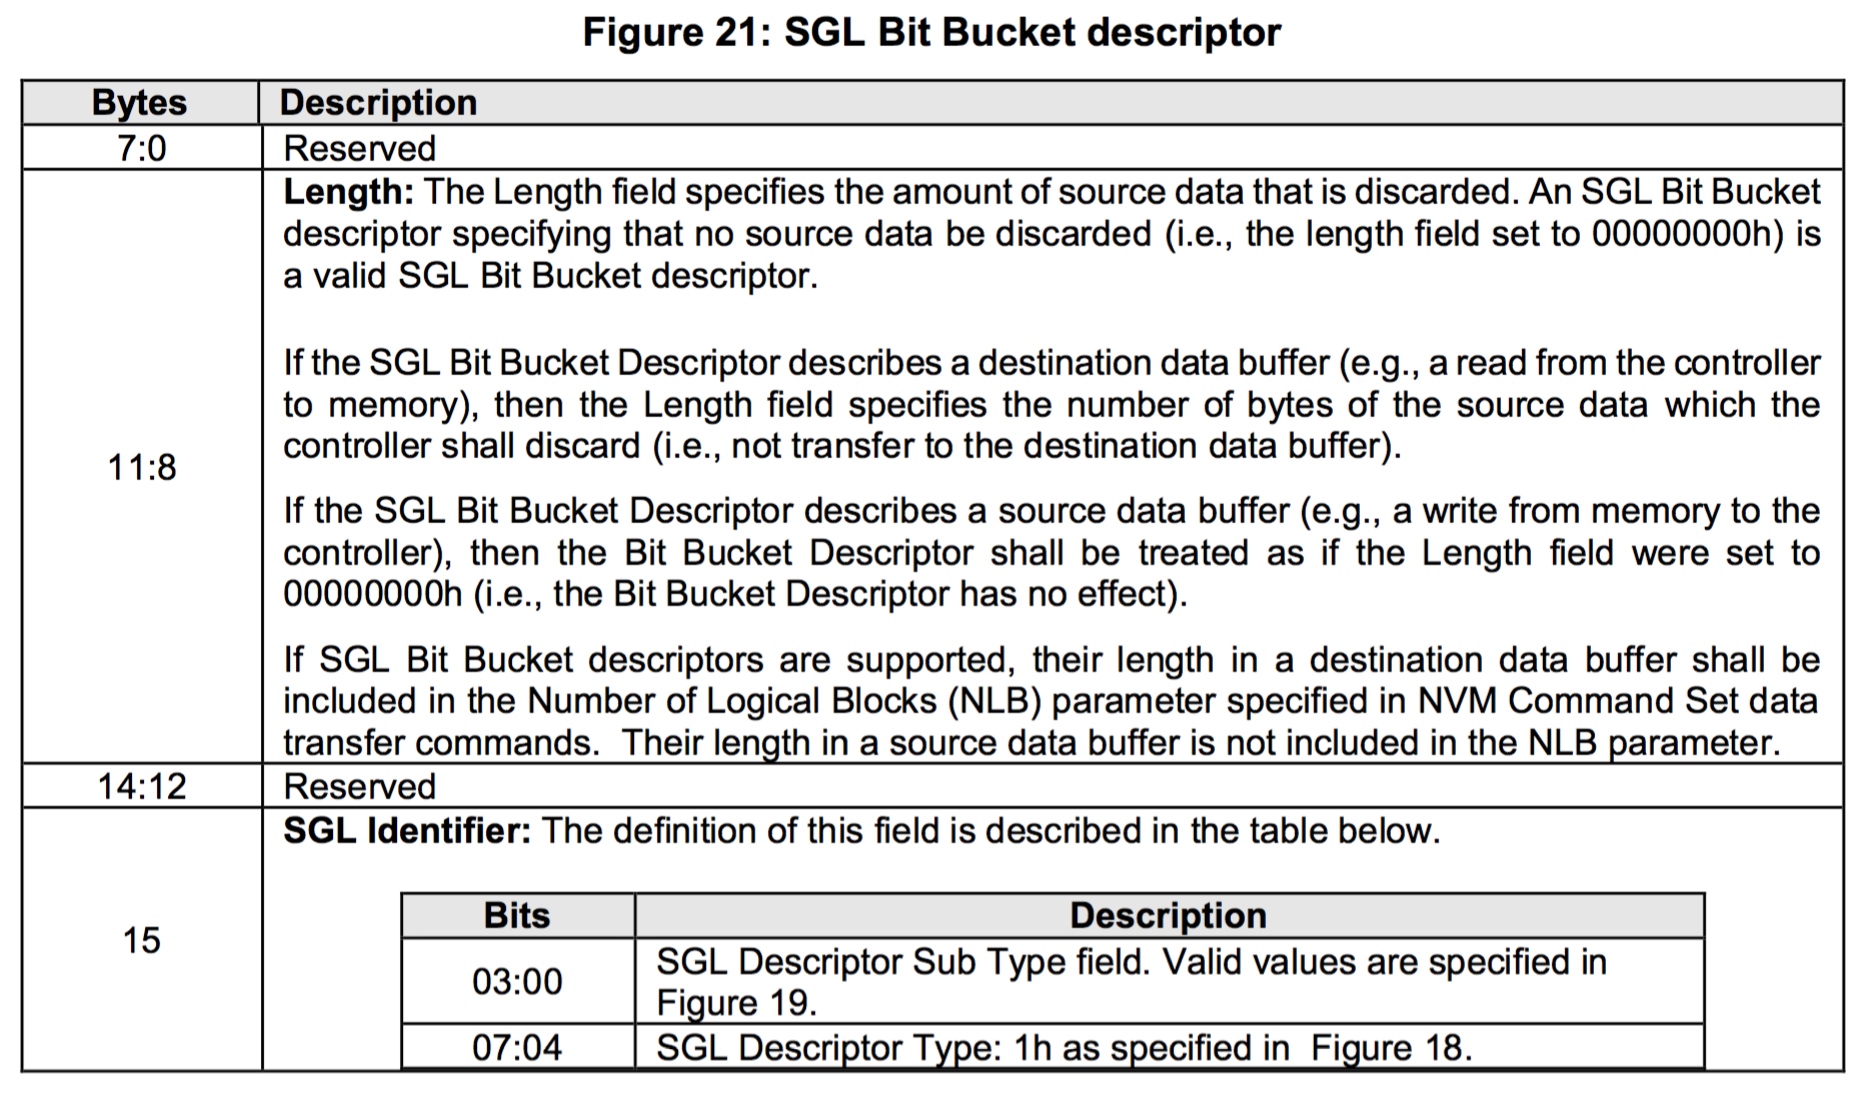 Figure 21: SGL Bit Bucket descriptor
Bytes Description
7:0 Reserved
Length: The Length field specifies the amount of source data that is discarded. An SGL Bit Bucket
descriptor specifying that no source data be discarded (i.e., the length field set to 00000000h) is
a valid SGL Bit Bucket descriptor.
If the SGL Bit Bucket Descriptor describes a destination data buffer (e.g., a read from the controller
to memory), then the Length field specifies the number of bytes of the source data which the
controller shall discard (i.e., not transfer to the destination data buffer).
11:8
If the SGL Bit Bucket Descriptor describes a source data buffer (e.g., a write from memory to the
controller), then the Bit Bucket Descriptor shall be treated as if the Length field were set to
00000000h (i.e., the Bit Bucket Descriptor has no effect).
If SGL Bit Bucket descriptors are supported, their length in a destination data buffer shall be
included in the Number of Logical Blocks (NLB) parameter specified in NVM Command Set data
transfer commands.  Their length in a source data buffer is not included in the NLB parameter.
14:12 Reserved
SGL Identifier: The definition of this field is described in the table below.
15
Bits Description
03:00 SGL Descriptor Sub Type field. Valid values are specified in
Figure 19.
07:04 SGL Descriptor Type: 1h as specified in  Figure 18.